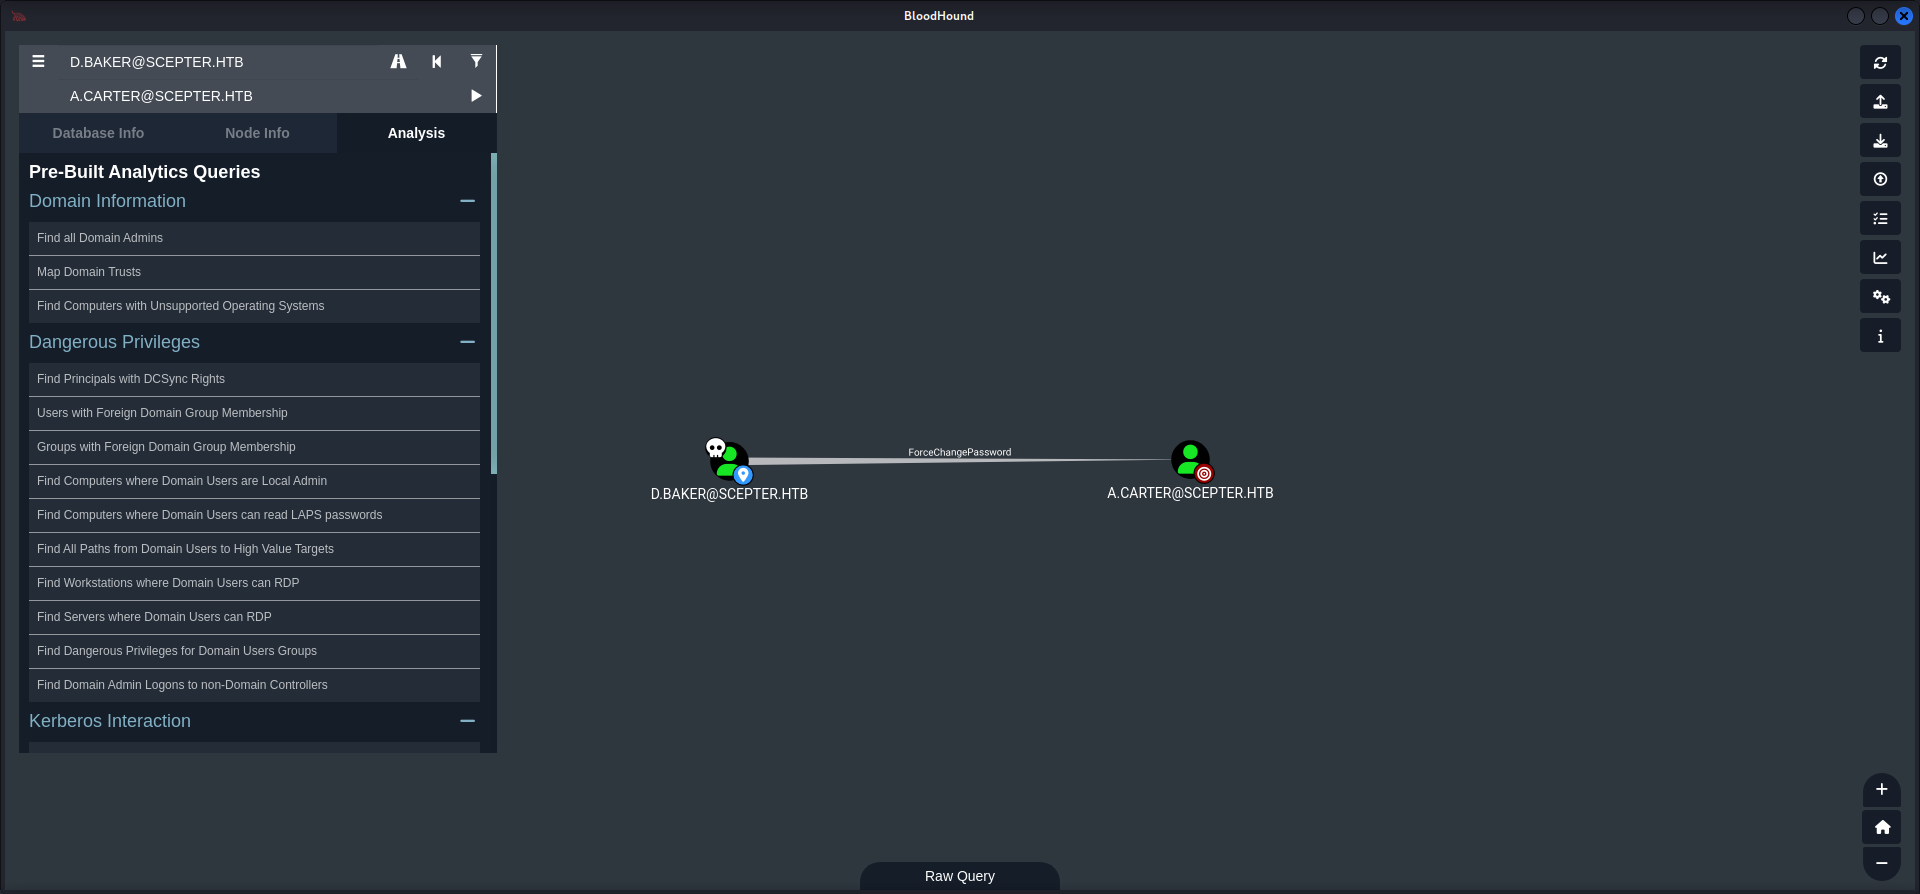 BloodHound
D.BAKER@SCEPTER.HTB
A.CARTER@SCEPTER.HTB
Database Info
Node Info
Analysis
Pre-Built Analytics Queries
Domain Information
Find all Domain Admins
Map Domain Trusts
Find Computers with Unsupported Operating Systems
Dangerous Privileges
Find Principals with DCSync Rights
Users with Foreign Domain Group Membership
Groups with Foreign Domain Group Membership
Find Computers where Domain Users are Local Admin
Find Computers where Domain Users can read LAPS passwords
Find All Paths from Domain Users to High Value Targets
Find Workstations where Domain Users can RDP
Find Servers where Domain Users can RDP
Find Dangerous Privileges for Domain Users Groups
Find Domain Admin Logons to non-Domain Controllers
Kerberos Interaction
ForceChangePassword
D.BAKER@SCEPTER.HTB
A.CARTER@SCEPTER.HTB
Raw Query